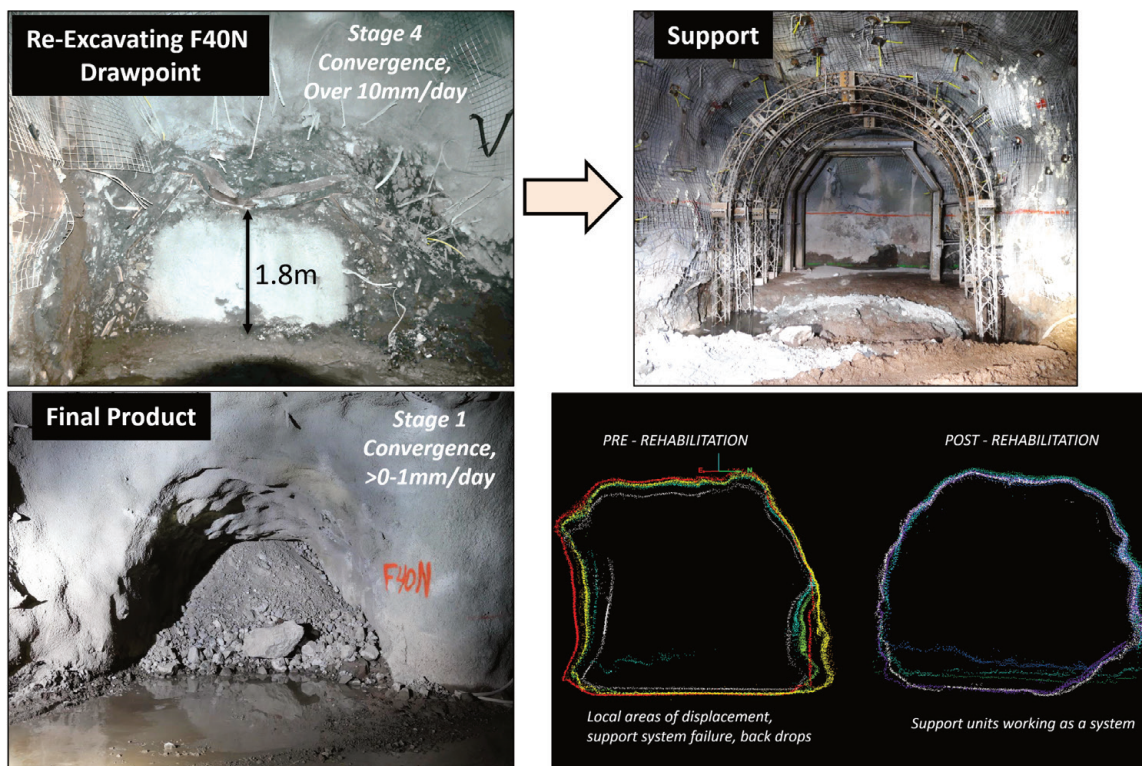 Re-Excavating F40N
Drawpoint
Stage 4
Convergence,
Over 10mm/day
1.8m
Support
Final Product
Stage 1
Convergence,
>0-1mm/day
F40N
PRE - REHABILITATION
E N
Local areas of displacement,
support system failure, back drops
POST - REHABILITATION
Support units working as a system